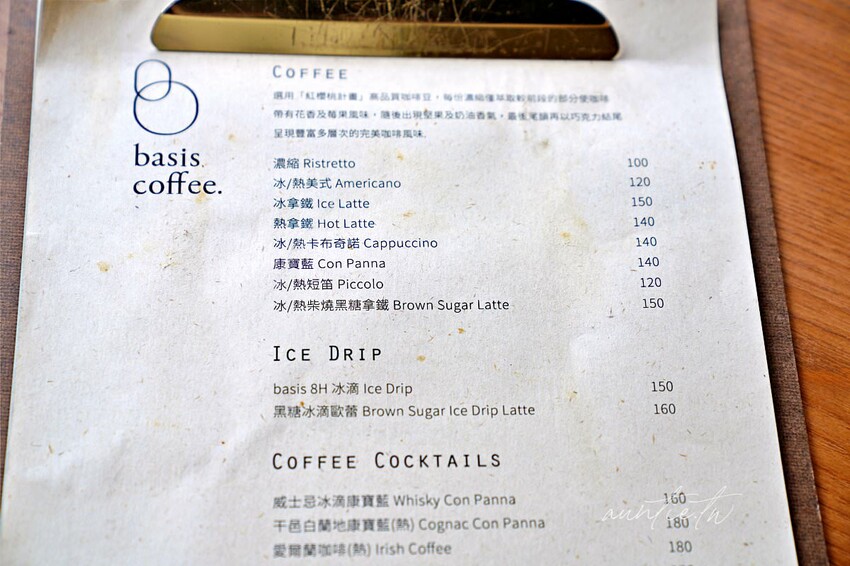 basis
coffee.
COFFEE
選用「紅櫻桃計畫」高品質咖啡豆，每份濃縮僅萃取較前段的部分使咖啡
帶有花香及莓果風味，隨後出現堅果及奶油香氣，最後尾韻再以巧克力結尾
呈現豐富多層次的完美咖啡風味.
濃縮 Ristretto 100
冰/熱美式 Americano 120
冰拿鐵 Ice Latte 150
熱拿鐵 Hot Latte 140
冰/熱卡布奇諾 Cappuccino 140
康寶藍 Con Panna 140
冰/熱短笛 Piccolo 120
冰/熱柴燒黑糖拿鐵 Brown Sugar Latte 150
ICE DRIP
basis 8H 冰滴 Ice Drip 150
黑糖冰滴歐蕾 Brown Sugar Ice Drip Latte 160
COFFEE COCKTAILS
威士忌冰滴康寶藍 Whisky Con Panna 160
干邑白蘭地康寶藍(熱) Cognac Con Panna 180
愛爾蘭咖啡(熱) Irish Coffee 180
auntie.tw